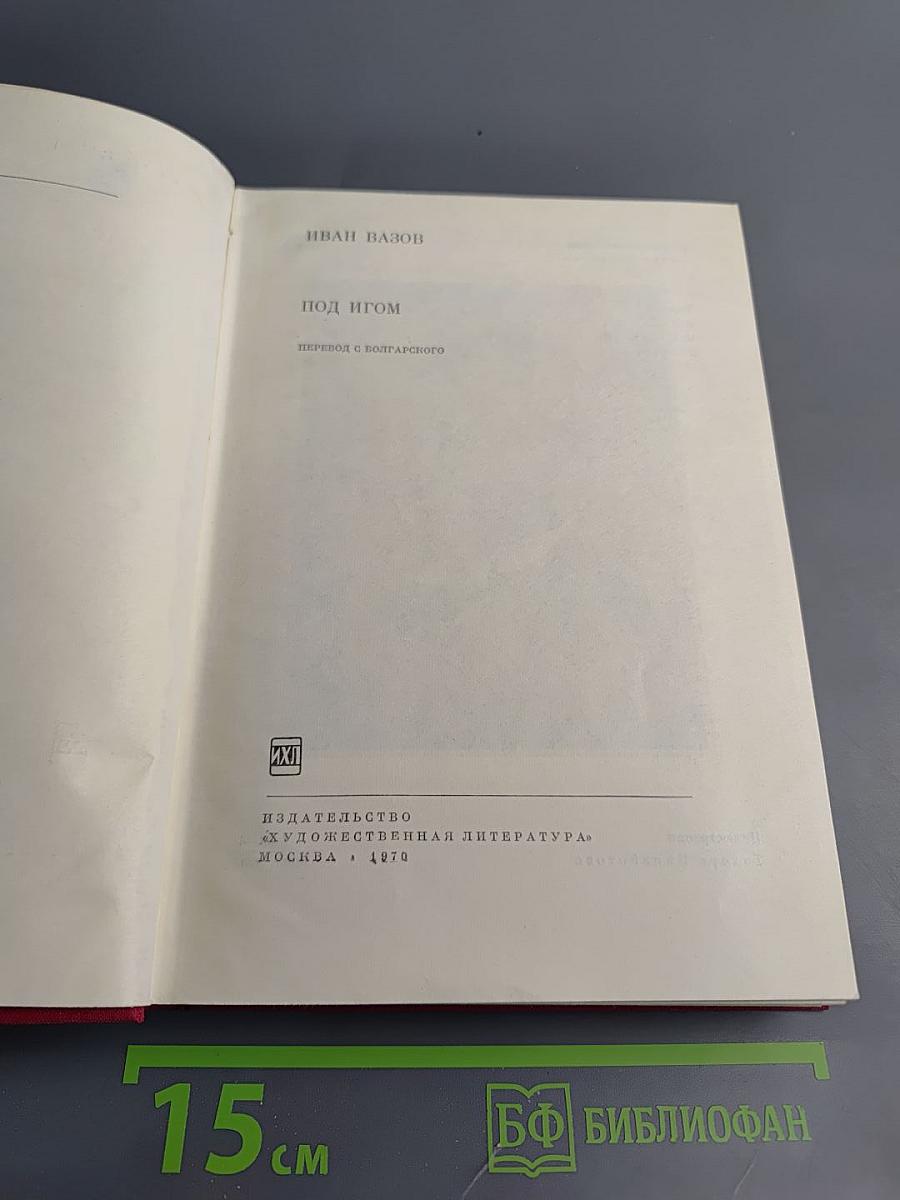 ИВАН ВАЗОВ
ПОД ИГОМ
ПЕРЕВОД С БОЛГАРСКОГО
ИХЛ
ИЗДАТЕЛЬСТВО
«ХУДОЖЕСТВЕННАЯ ЛИТЕРАТУРА»
МОСКВА • 1970
15 см
БФ БИБЛИОФАН